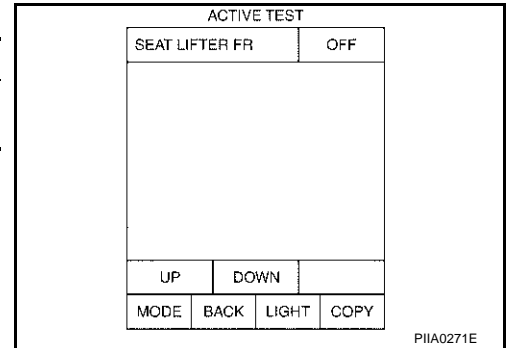 ACTIVE TEST
SEAT LIFTER FR OFF
UP DOWN
MODE BACK LIGHT COPY
PIIA0271E